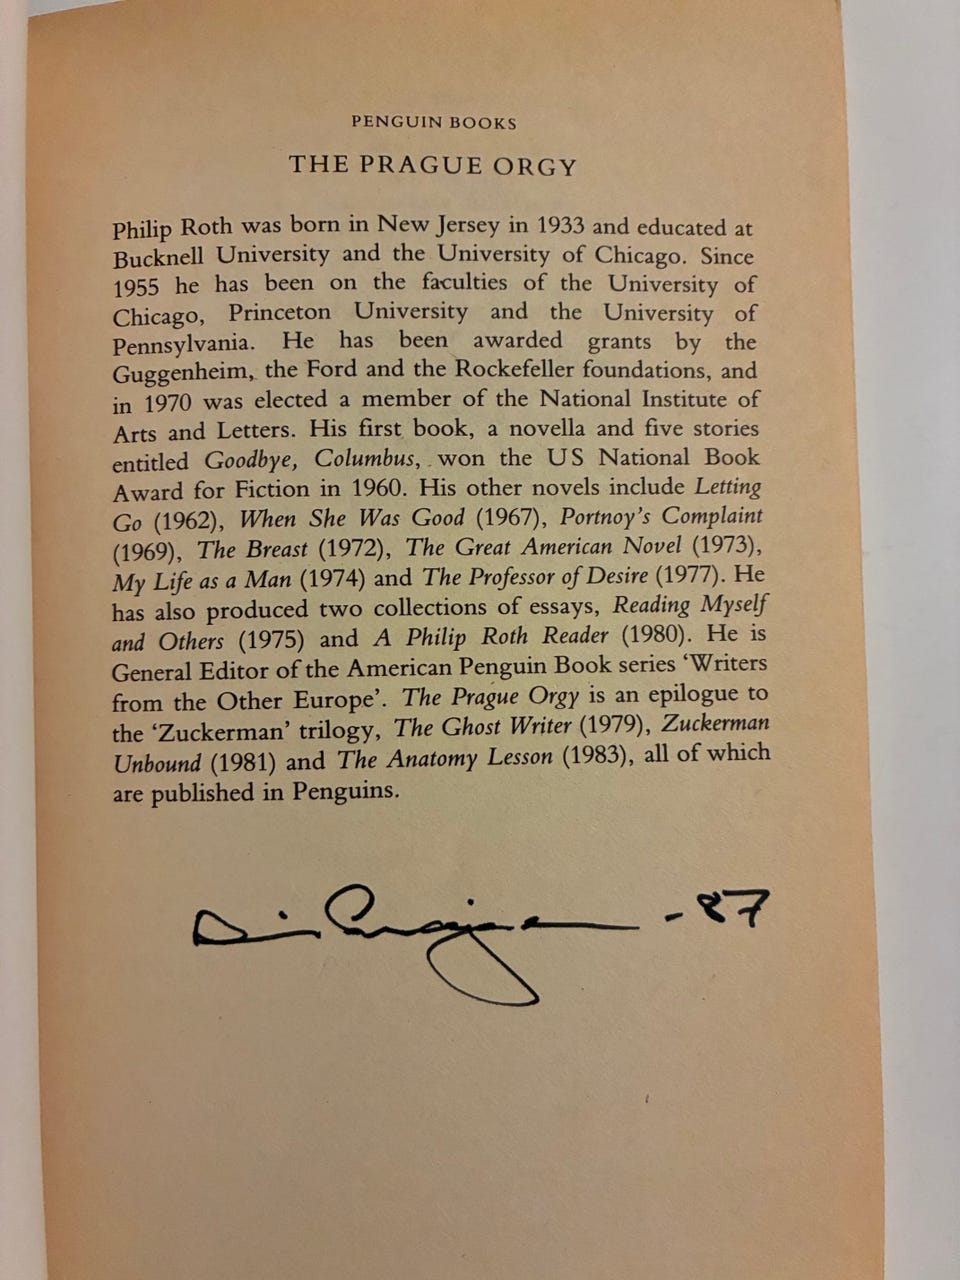 PENGUIN BOOKS
THE PRAGUE ORGY
Philip Roth was born in New Jersey in 1933 and educated at
Bucknell University and the University of Chicago. Since
1955 he has been on the faculties of the University of
Chicago, Princeton University and the University of
Pennsylvania. He has been awarded grants by the
Guggenheim, the Ford and the Rockefeller foundations, and
in 1970 was elected a member of the National Institute of
Arts and Letters. His first book, a novella and five stories
entitled Goodbye, Columbus, won the US National Book
Award for Fiction in 1960. His other novels include Letting
Go (1962), When She Was Good (1967), Portnoy's Complaint
(1969), The Breast (1972), The Great American Novel (1973),
My Life as a Man (1974) and The Professor of Desire (1977). He
has also produced two collections of essays, Reading Myself
and Others (1975) and A Philip Roth Reader (1980). He is
General Editor of the American Penguin Book series 'Writers
from the Other Europe'. The Prague Orgy is an epilogue to
the 'Zuckerman' trilogy, The Ghost Writer (1979), Zuckerman
Unbound (1981) and The Anatomy Lesson (1983), all of which
are published in Penguins.
-87